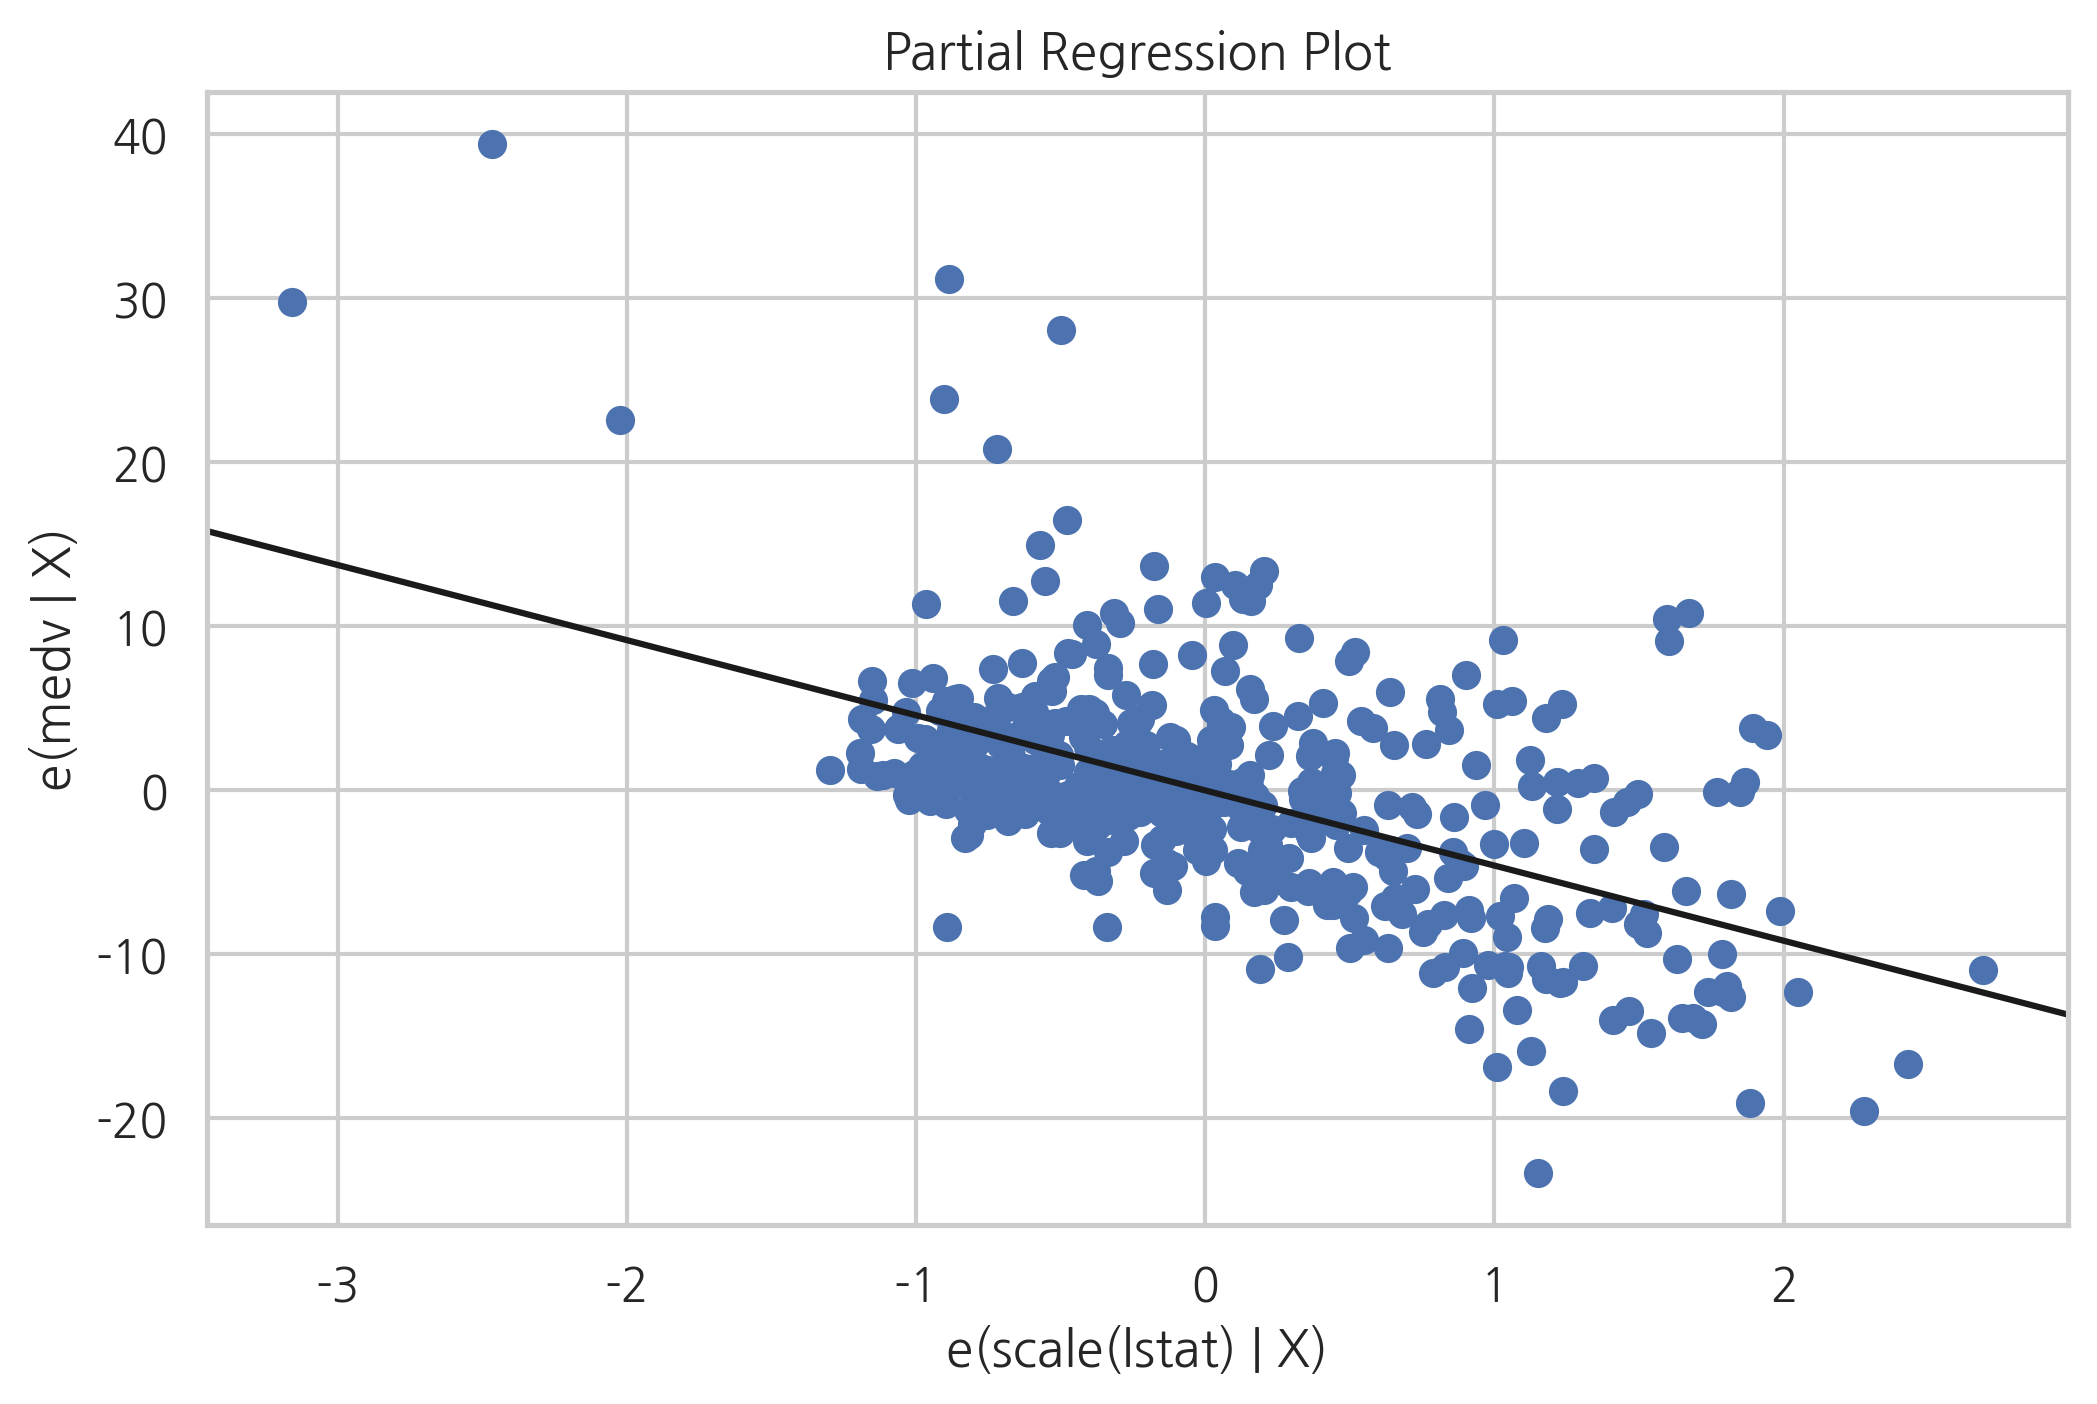 Partial Regression Plot
40
30
20
10
0
-10
-20
e(medv | X)
-3 -2 -1 0 1 2
e(scale(lstat) | X)